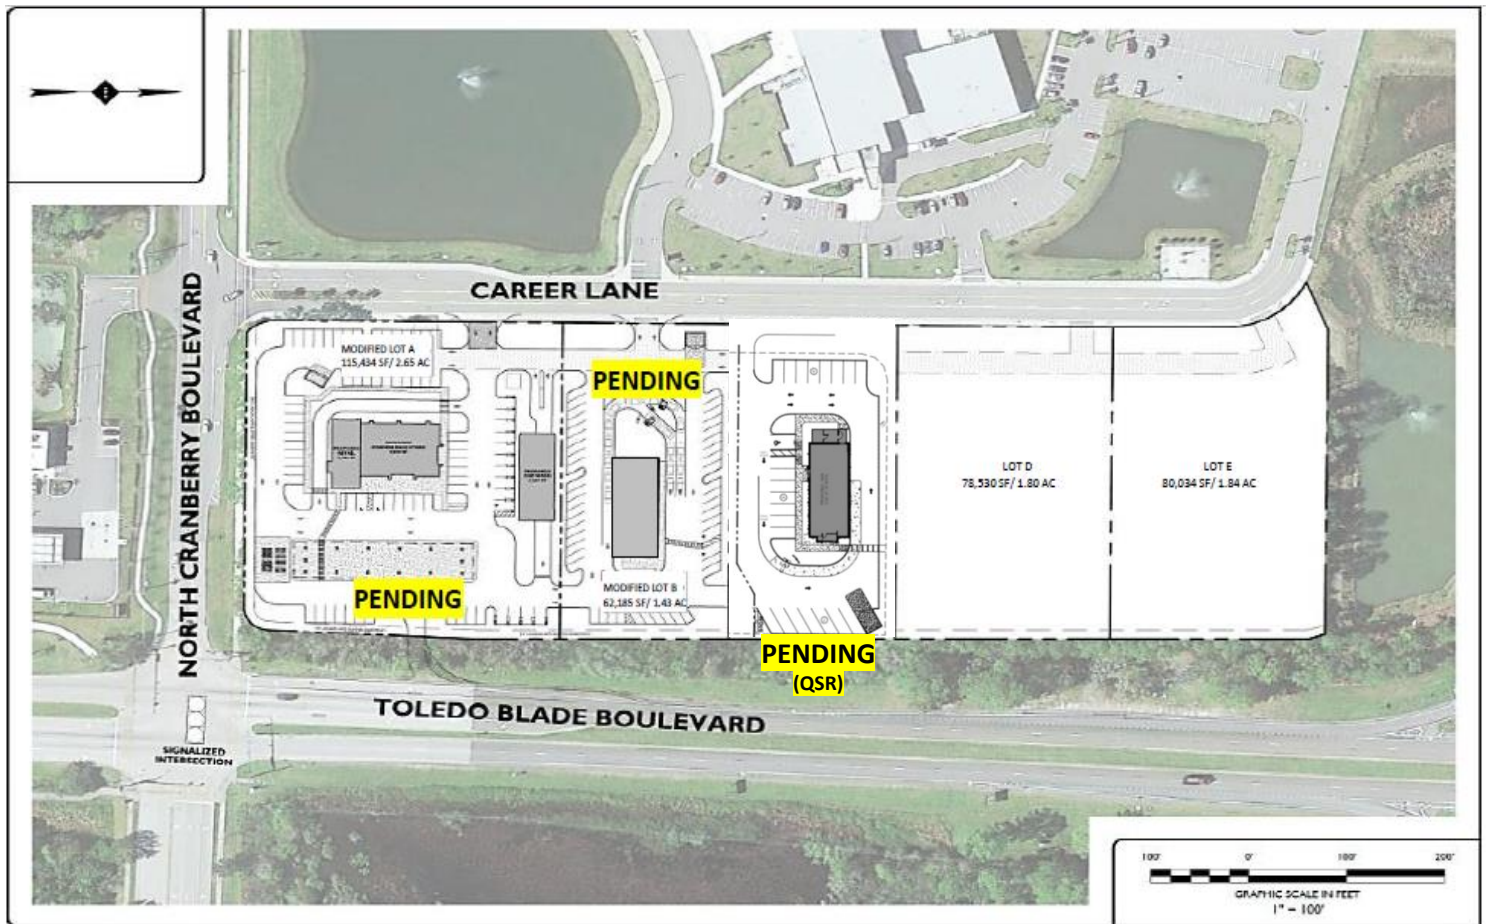 CAREER LANE
NORTH CRANBERRY BOULEVARD
MODIFIED LOT A
115,434 SF/ 2.65 AC
PENDING
PENDING
MODIFIED LOT B
62,185 SF/ 1.43 AC
PENDING
(QSR)
LOT D
78,530 SF/ 1.80 AC
LOT E
80,034 SF/ 1.84 AC
TOLEDO BLADE BOULEVARD
SIGNALIZED
INTERSECTION
100' 0' 100' 200'
GRAPHIC SCALE IN FEET
1" = 100'